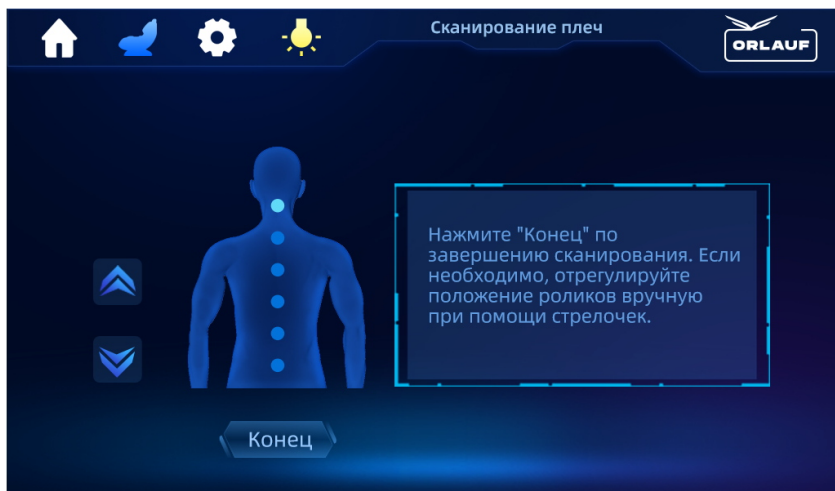 Сканирование плеч
ORLAUF
Нажмите "Конец" по
завершению сканирования. Если
необходимо, отрегулируйте
положение роликов вручную
при помощи стрелочек.
Конец